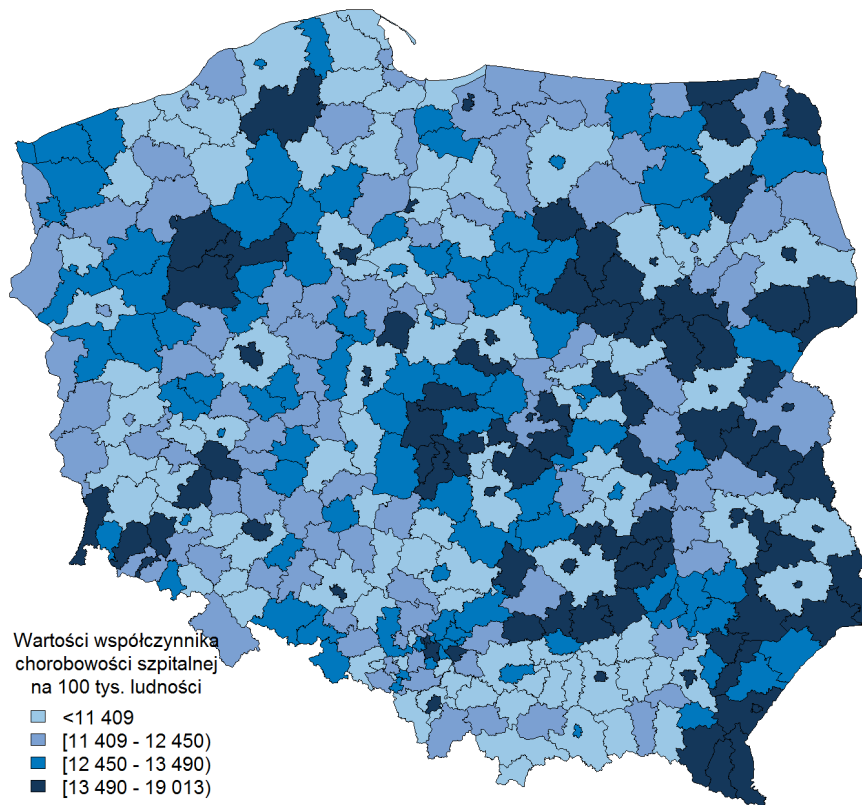 Wartości współczynnika
chorobowości szpitalnej
na 100 tys. ludności
<11 409
[11 409 - 12 450)
[12 450 - 13 490)
[13 490 - 19 013)